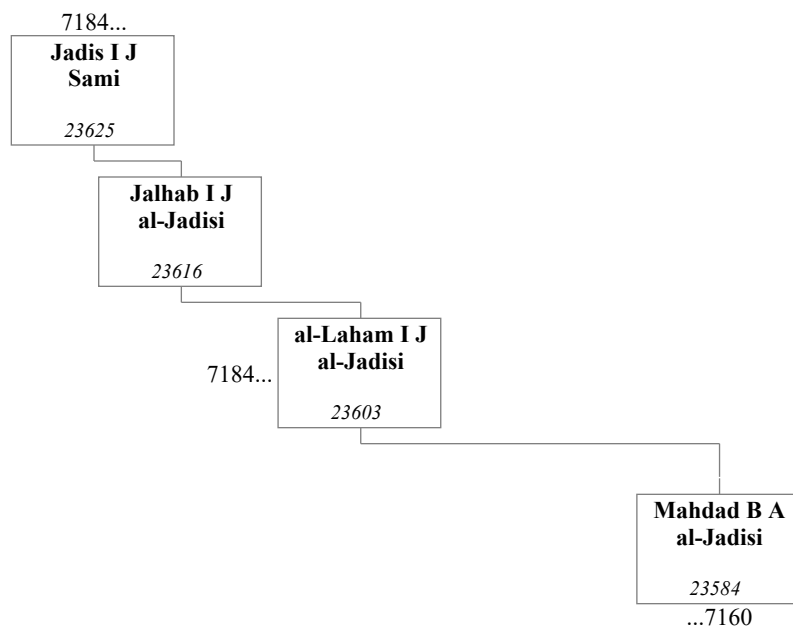 7184...
Jadis I J
Sami
23625
Jalhab I J
al-Jadisi
23616
al-Laham I J
al-Jadisi
7184...
23603
Mahdad B A
al-Jadisi
23584
...7160